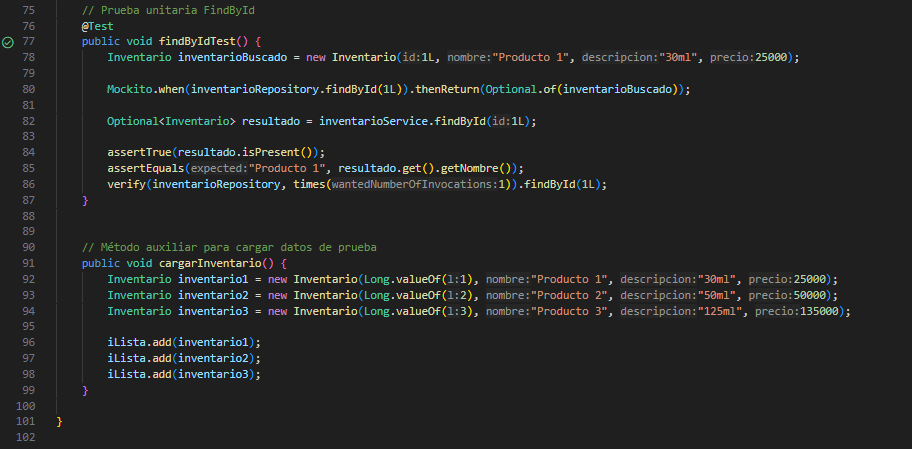 75 // Prueba unitaria FindById
76 @Test
77 public void findByIdTest() {
78 Inventario inventarioBuscado = new Inventario(id:1L, nombre:"Producto 1", descripcion:"30ml", precio:25000);
79
80 Mockito.when(inventarioRepository.findById(1L)).thenReturn(Optional.of(inventarioBuscado));
81
82 Optional<Inventario> resultado = inventarioService.findById(id:1L);
83
84 assertTrue(resultado.isPresent());
85 assertEquals(expected:"Producto 1", resultado.get().getNombre());
86 verify(inventarioRepository, times(wantedNumberOfInvocations:1)).findById(1L);
87 }
88
89
90 // Método auxiliar para cargar datos de prueba
91 public void cargarInventario() {
92 Inventario inventario1 = new Inventario(Long.valueOf(l:1), nombre:"Producto 1", descripcion:"30ml", precio:25000);
93 Inventario inventario2 = new Inventario(Long.valueOf(l:2), nombre:"Producto 2", descripcion:"50ml", precio:50000);
94 Inventario inventario3 = new Inventario(Long.valueOf(l:3), nombre:"Producto 3", descripcion:"125ml", precio:135000);
95
96 iLista.add(inventario1);
97 iLista.add(inventario2);
98 iLista.add(inventario3);
99 }
100
101 }
102